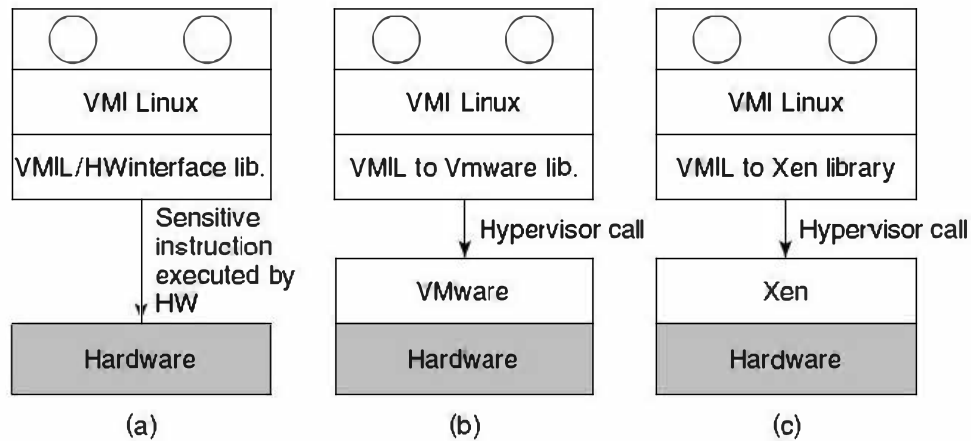 VMI Linux
VMIL/HWinterface lib.
Sensitive
instruction
executed by
HW
Hardware
(a)
VMI Linux
VMIL to Vmware lib.
Hypervisor call
VMware
Hardware
(b)
VMI Linux
VMIL to Xen library
Hypervisor call
Xen
Hardware
(c)